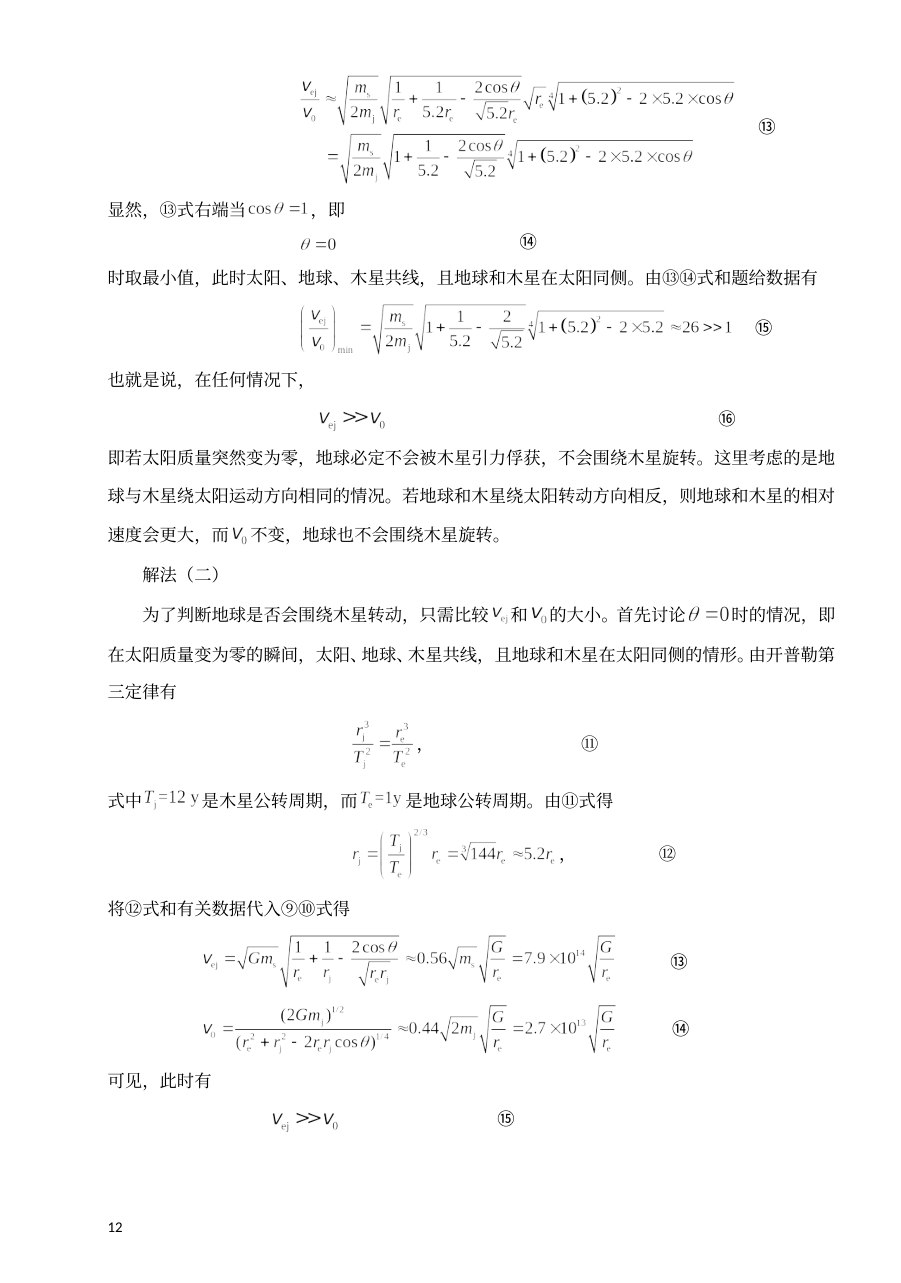 v_ej/v_0 ≈ √(m_s/2m_j) √(1/r_e + 1/5.2r_e − 2cosθ/√5.2 r_e) √r_e ∜(1+(5.2)²−2×5.2×cosθ)
= √(m_s/2m_j) √(1+1/5.2−2cosθ/√5.2) ∜(1+(5.2)²−2×5.2×cosθ) ⑬
显然，⑬式右端当cosθ=1，即
θ=0 ⑭
时取最小值，此时太阳、地球、木星共线，且地球和木星在太阳同侧。由⑬⑭式和题给数据有
(v_ej/v_0)_min = √(m_s/2m_j) √(1+1/5.2−2/√5.2) ∜(1+(5.2)²−2×5.2) ≈26>>1 ⑮
也就是说，在任何情况下，
v_ej >>v_0 ⑯
即若太阳质量突然变为零，地球必定不会被木星引力俘获，不会围绕木星旋转。这里考虑的是地
球与木星绕太阳运动方向相同的情况。若地球和木星绕太阳转动方向相反，则地球和木星的相对
速度会更大，而v_0不变，地球也不会围绕木星旋转。
解法（二）
为了判断地球是否会围绕木星转动，只需比较v_ej和v_0的大小。首先讨论θ=0时的情况，即
在太阳质量变为零的瞬间，太阳、地球、木星共线，且地球和木星在太阳同侧的情形。由开普勒第
三定律有
r_j³/T_j² = r_e³/T_e²， ⑪
式中T_j=12 y是木星公转周期，而T_e=1y是地球公转周期。由⑪式得
r_j =(T_j/T_e)^(2/3) r_e =∛144 r_e ≈5.2r_e， ⑫
将⑫式和有关数据代入⑨⑩式得
v_ej =√(Gm_s) √(1/r_e + 1/r_j − 2cosθ/√(r_e r_j)) ≈0.56√m_s √(G/r_e) =7.9×10¹⁴ √(G/r_e) ⑬
v_0 = (2Gm_j)^(1/2)/(r_e²+r_j²−2r_e r_j cosθ)^(1/4) ≈0.44√(2m_j) √(G/r_e) =2.7×10¹³ √(G/r_e) ⑭
可见，此时有
v_ej >>v_0 ⑮
12